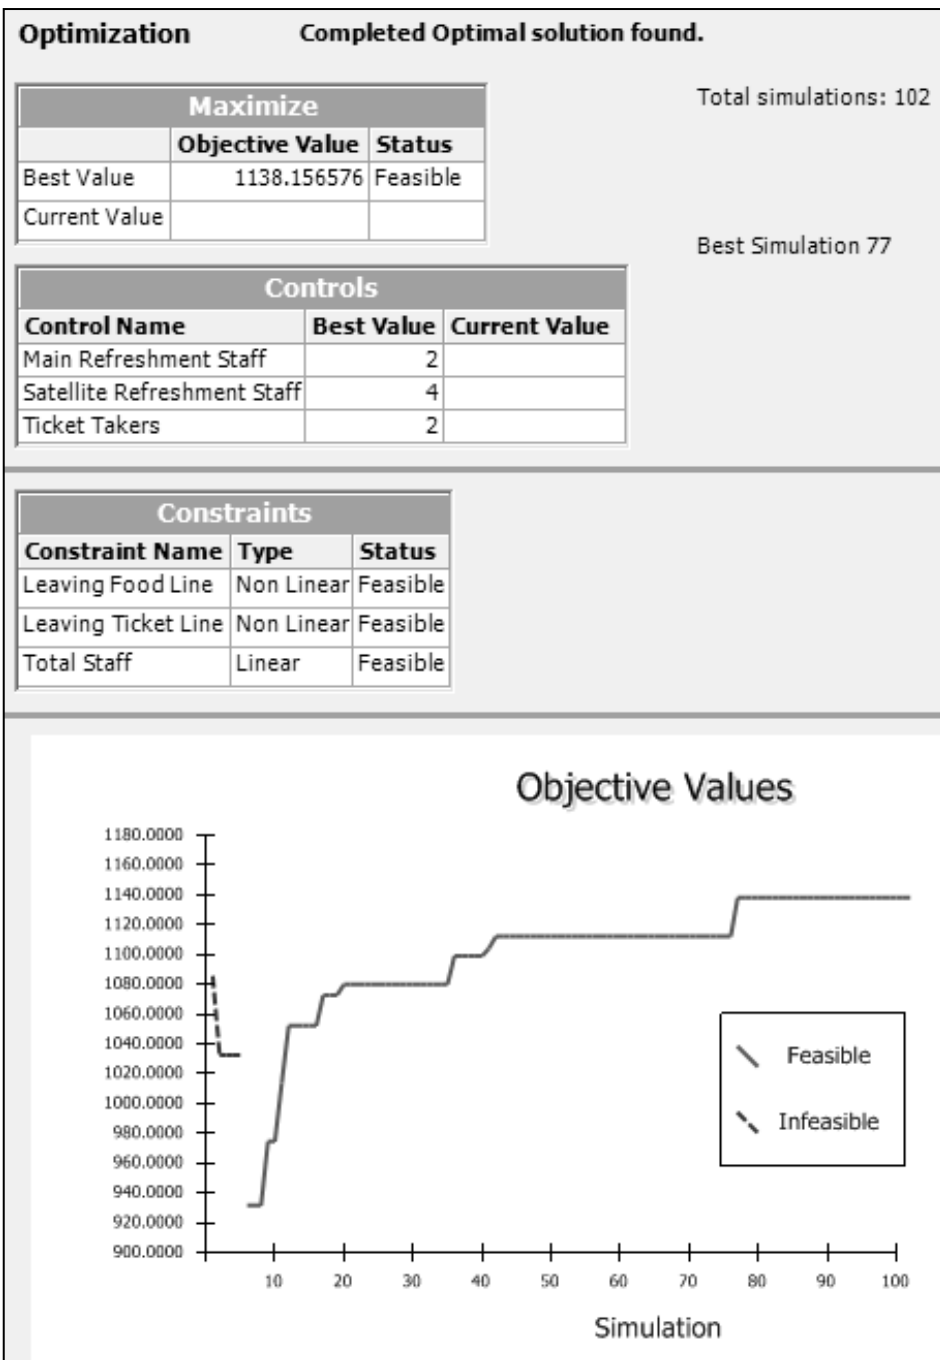 Optimization Completed Optimal solution found.
Total simulations: 102
Maximize
Objective Value Status
Best Value 1138.156576 Feasible
Current Value
Best Simulation 77
Controls
Control Name Best Value Current Value
Main Refreshment Staff 2
Satellite Refreshment Staff 4
Ticket Takers 2
Constraints
Constraint Name Type Status
Leaving Food Line Non Linear Feasible
Leaving Ticket Line Non Linear Feasible
Total Staff Linear Feasible
Objective Values
1180.0000
1160.0000
1140.0000
1120.0000
1100.0000
1080.0000
1060.0000
1040.0000
1020.0000
1000.0000
980.0000
960.0000
940.0000
920.0000
900.0000
Feasible
Infeasible
10 20 30 40 50 60 70 80 90 100
Simulation